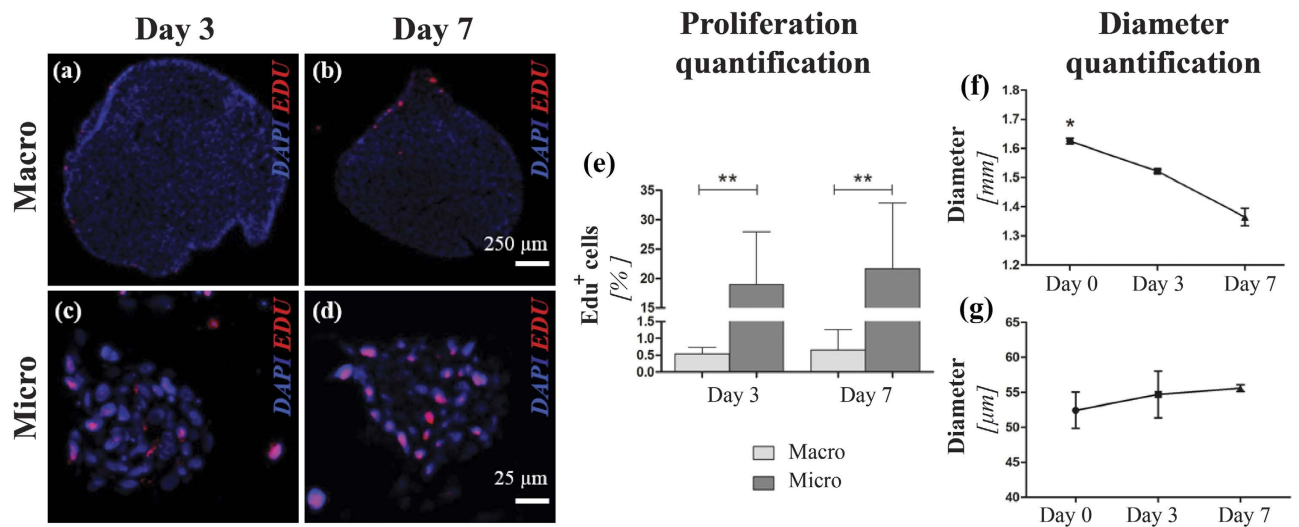 Day 3
Day 7
Proliferation
quantification
Diameter
quantification
Macro
Micro
(a)
DAPI EDU
(b)
DAPI EDU
250 µm
(c)
DAPI EDU
(d)
DAPI EDU
25 µm
(e)
Edu+ cells
[%]
35
30
25
20
15
1.5
1.0
0.5
0.0
**
**
Day 3
Day 7
Macro
Micro
(f)
Diameter
[mm]
1.8
1.7
1.6
1.5
1.4
1.3
1.2
*
Day 0
Day 3
Day 7
(g)
Diameter
[µm]
65
60
55
50
45
40
Day 0
Day 3
Day 7